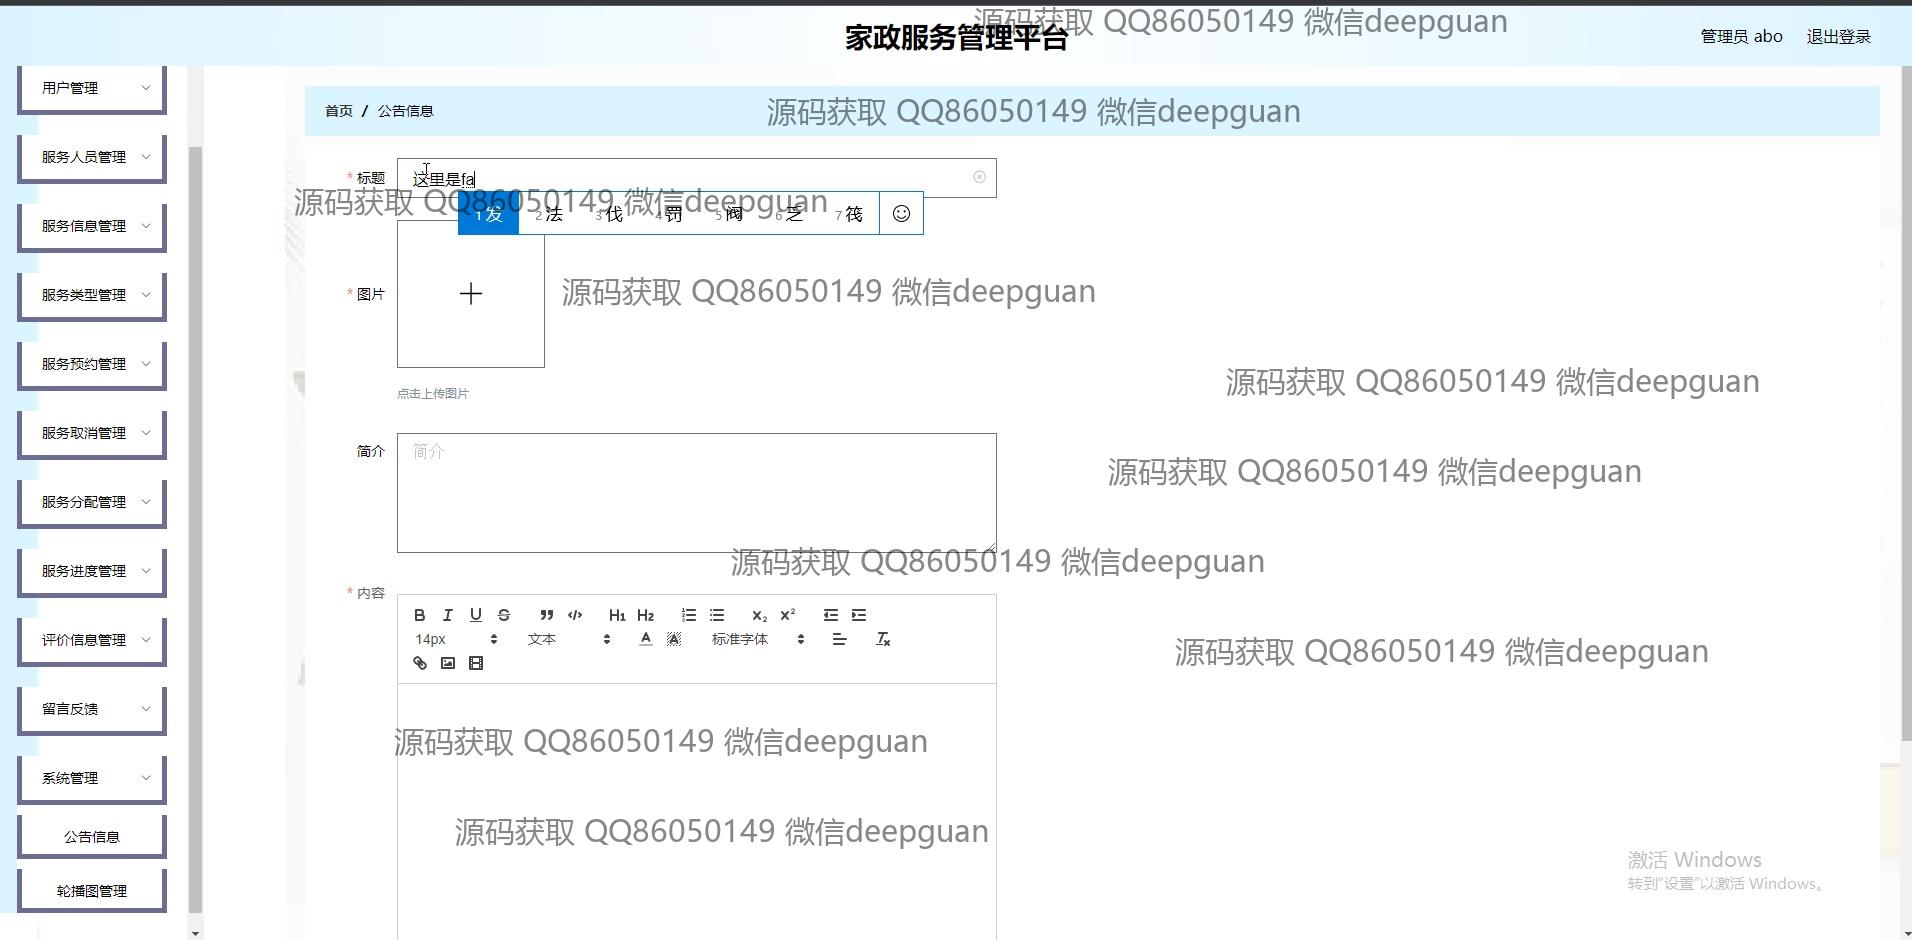 源码获取 QQ86050149 微信deepguan
家政服务管理平台
管理员 abo 退出登录
用户管理
服务人员管理
服务信息管理
服务类型管理
服务预约管理
服务取消管理
服务分配管理
服务进度管理
评价信息管理
留言反馈
系统管理
公告信息
轮播图管理
首页 / 公告信息
源码获取 QQ86050149 微信deepguan
* 标题
这里是fa
源码获取 QQ86050149 微信deepguan
1 发 2 法 3 伐 4 罚 5 阀 6 乏 7 筏
* 图片
源码获取 QQ86050149 微信deepguan
点击上传图片
源码获取 QQ86050149 微信deepguan
简介
简介
源码获取 QQ86050149 微信deepguan
源码获取 QQ86050149 微信deepguan
* 内容
B I U S H1 H2 X2 X2
14px 文本 A A 标准字体 Tx
源码获取 QQ86050149 微信deepguan
源码获取 QQ86050149 微信deepguan
源码获取 QQ86050149 微信deepguan
激活 Windows
转到"设置"以激活 Windows。